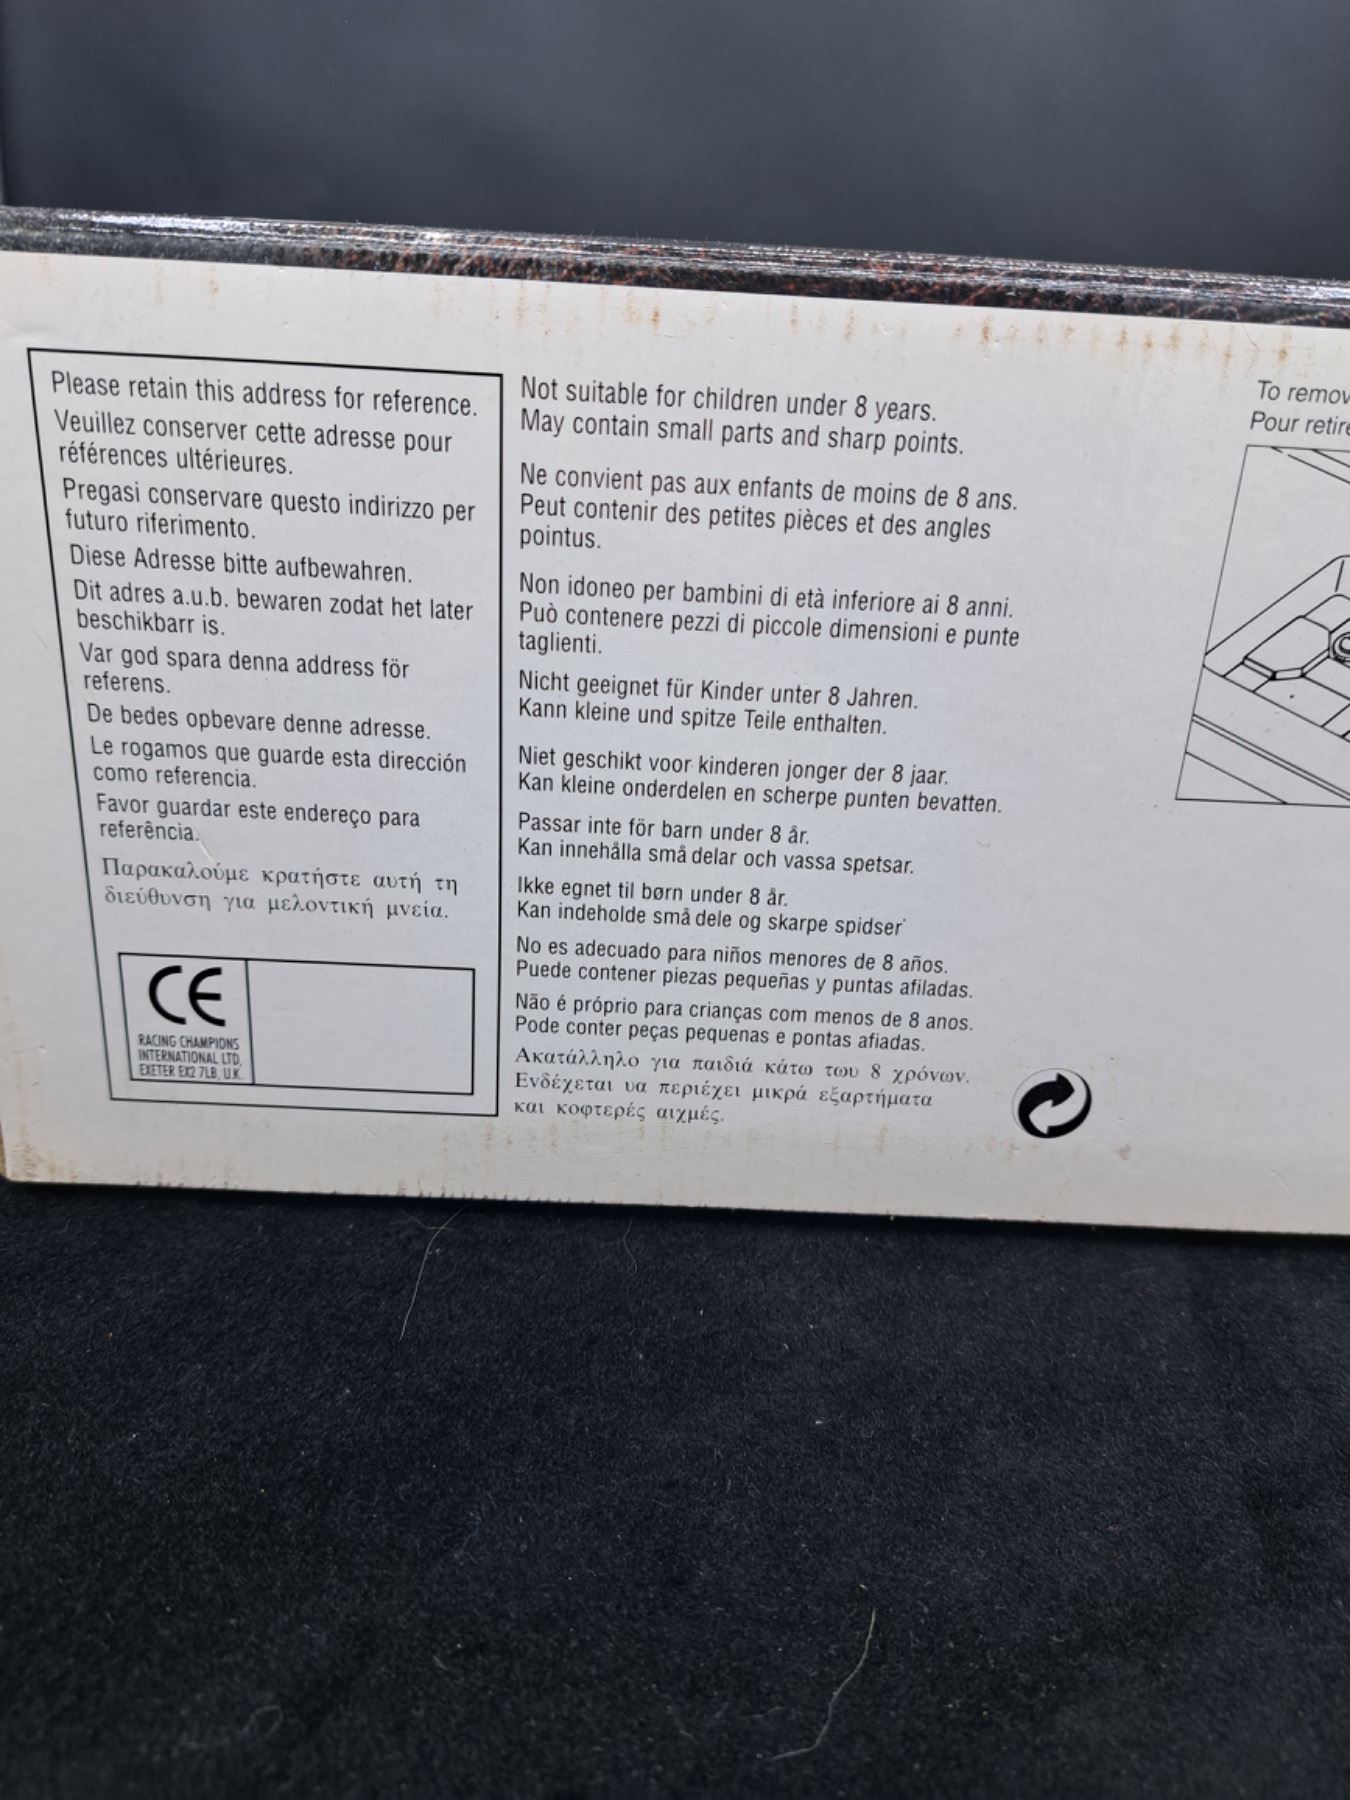 Please retain this address for reference.
Veuillez conserver cette adresse pour
références ultérieures.
Pregasi conservare questo indirizzo per
futuro riferimento.
Diese Adresse bitte aufbewahren.
Dit adres a.u.b. bewaren zodat het later
beschikbarr is.
Var god spara denna address för
referens.
De bedes opbevare denne adresse.
Le rogamos que guarde esta dirección
como referencia.
Favor guardar este endereço para
referência.
Παρακαλούμε κρατήστε αυτή τη
διεύθυνση για μελοντική μνεία.
CE
RACING CHAMPIONS
INTERNATIONAL LTD.
EXETER EX2 7LB, U.K.
Not suitable for children under 8 years.
May contain small parts and sharp points.
Ne convient pas aux enfants de moins de 8 ans.
Peut contenir des petites pièces et des angles
pointus.
Non idoneo per bambini di età inferiore ai 8 anni.
Può contenere pezzi di piccole dimensioni e punte
taglienti.
Nicht geeignet für Kinder unter 8 Jahren.
Kann kleine und spitze Teile enthalten.
Niet geschikt voor kinderen jonger der 8 jaar.
Kan kleine onderdelen en scherpe punten bevatten.
Passar inte för barn under 8 år.
Kan innehålla små delar och vassa spetsar.
Ikke egnet til børn under 8 år.
Kan indeholde små dele og skarpe spidser
No es adecuado para niños menores de 8 años.
Puede contener piezas pequeñas y puntas afiladas.
Não é próprio para crianças com menos de 8 anos.
Pode conter peças pequenas e pontas afiadas.
Ακατάλληλο για παιδιά κάτω τωυ 8 χρόνων.
Ενδέχεται υα περιέχει μικρά εξαρτήματα
και κοφτερές αιχμές.
To remov
Pour retire